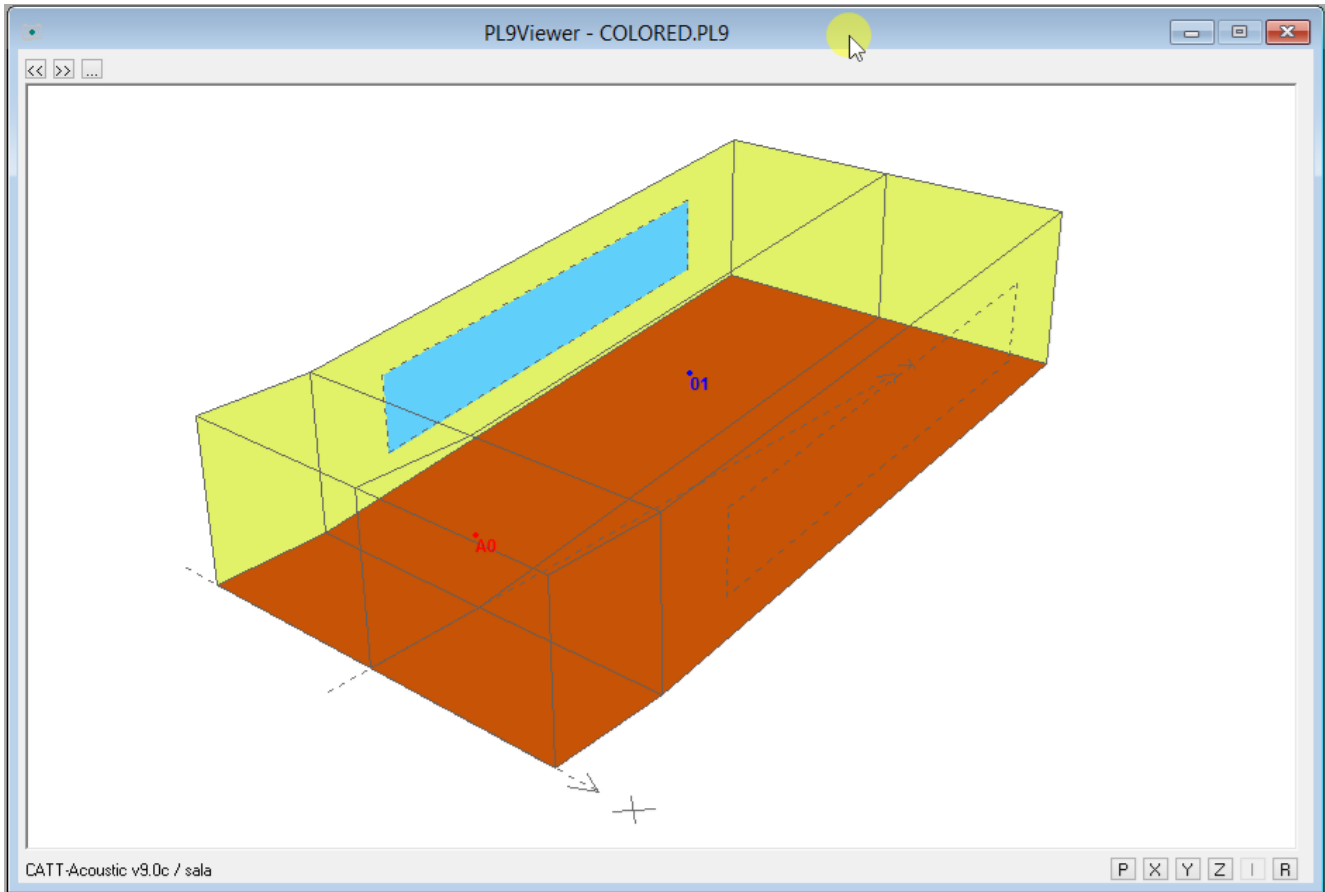 PL9Viewer - COLORED.PL9
<< >> ...
01
A0
CATT-Acoustic v9.0c / sala
P X Y Z I R